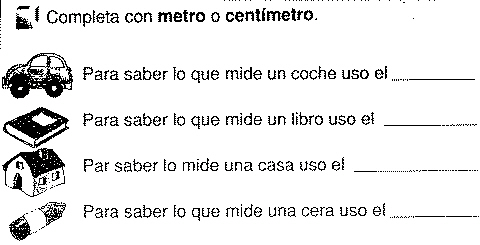 Completa con metro o centímetro.
Para saber lo que mide un coche uso el
Para saber lo que mide un libro uso el
Par saber lo mide una casa uso el
Para saber lo que mide una cera uso el